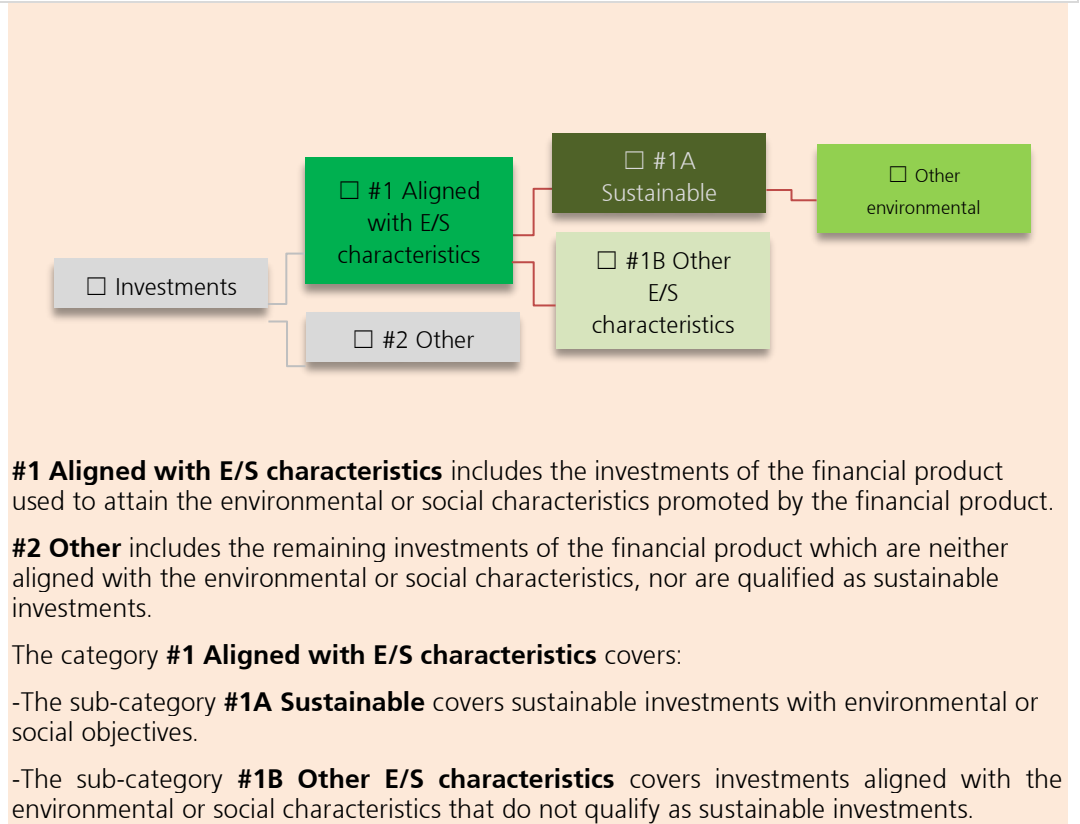 ☐ #1A
Sustainable
☐ Other
environmental
☐ #1 Aligned
with E/S
characteristics
☐ #1B Other
E/S
characteristics
☐ Investments
☐ #2 Other
#1 Aligned with E/S characteristics includes the investments of the financial product
used to attain the environmental or social characteristics promoted by the financial product.
#2 Other includes the remaining investments of the financial product which are neither
aligned with the environmental or social characteristics, nor are qualified as sustainable
investments.
The category #1 Aligned with E/S characteristics covers:
-The sub-category #1A Sustainable covers sustainable investments with environmental or
social objectives.
-The sub-category #1B Other E/S characteristics covers investments aligned with the
environmental or social characteristics that do not qualify as sustainable investments.